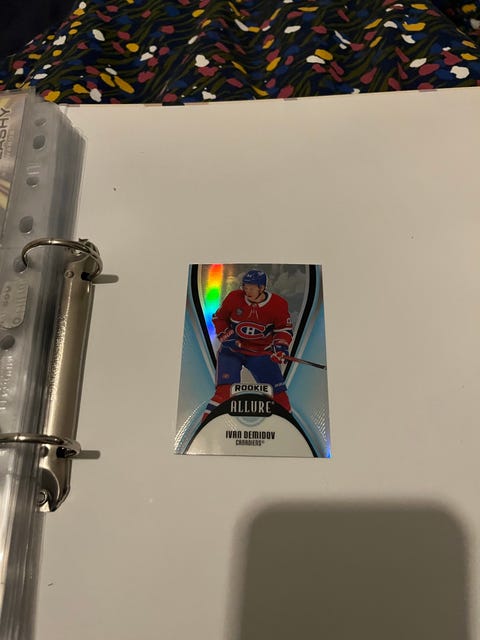 ROOKIE
ALLURE
IVAN DEMIDOV
CANADIENS